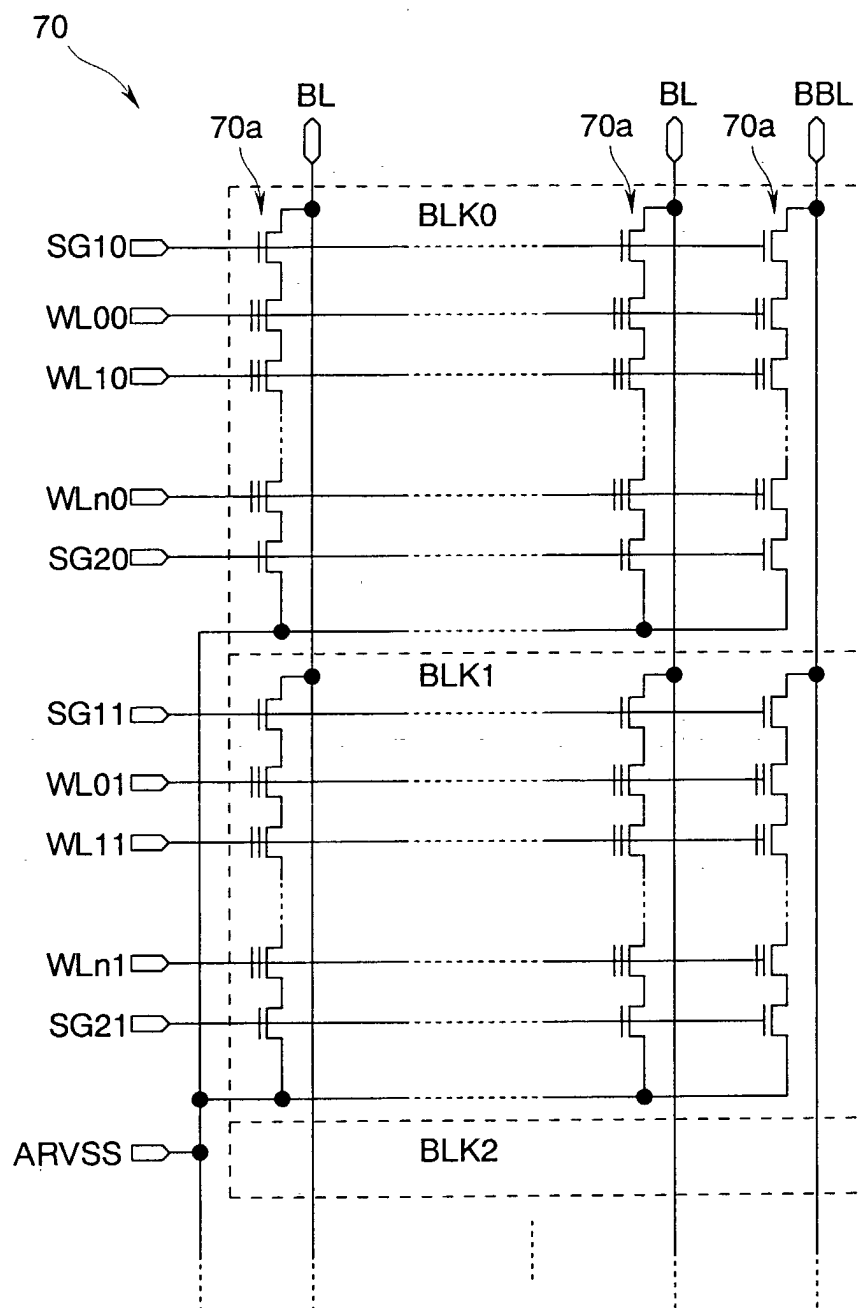 70
BL BL BBL
70a 70a 70a
BLK0
SG10
WL00
WL10
WLn0
SG20
BLK1
SG11
WL01
WL11
WLn1
SG21
ARVSS
BLK2